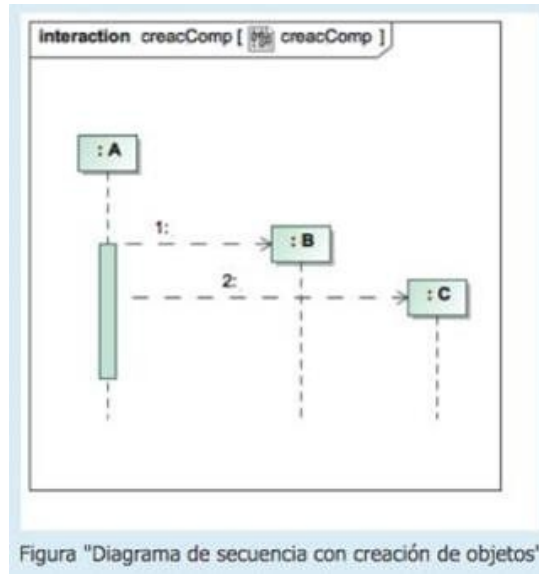 interaction creacComp [ creacComp ]
: A
1:
: B
2:
: C
Figura "Diagrama de secuencia con creación de objetos"